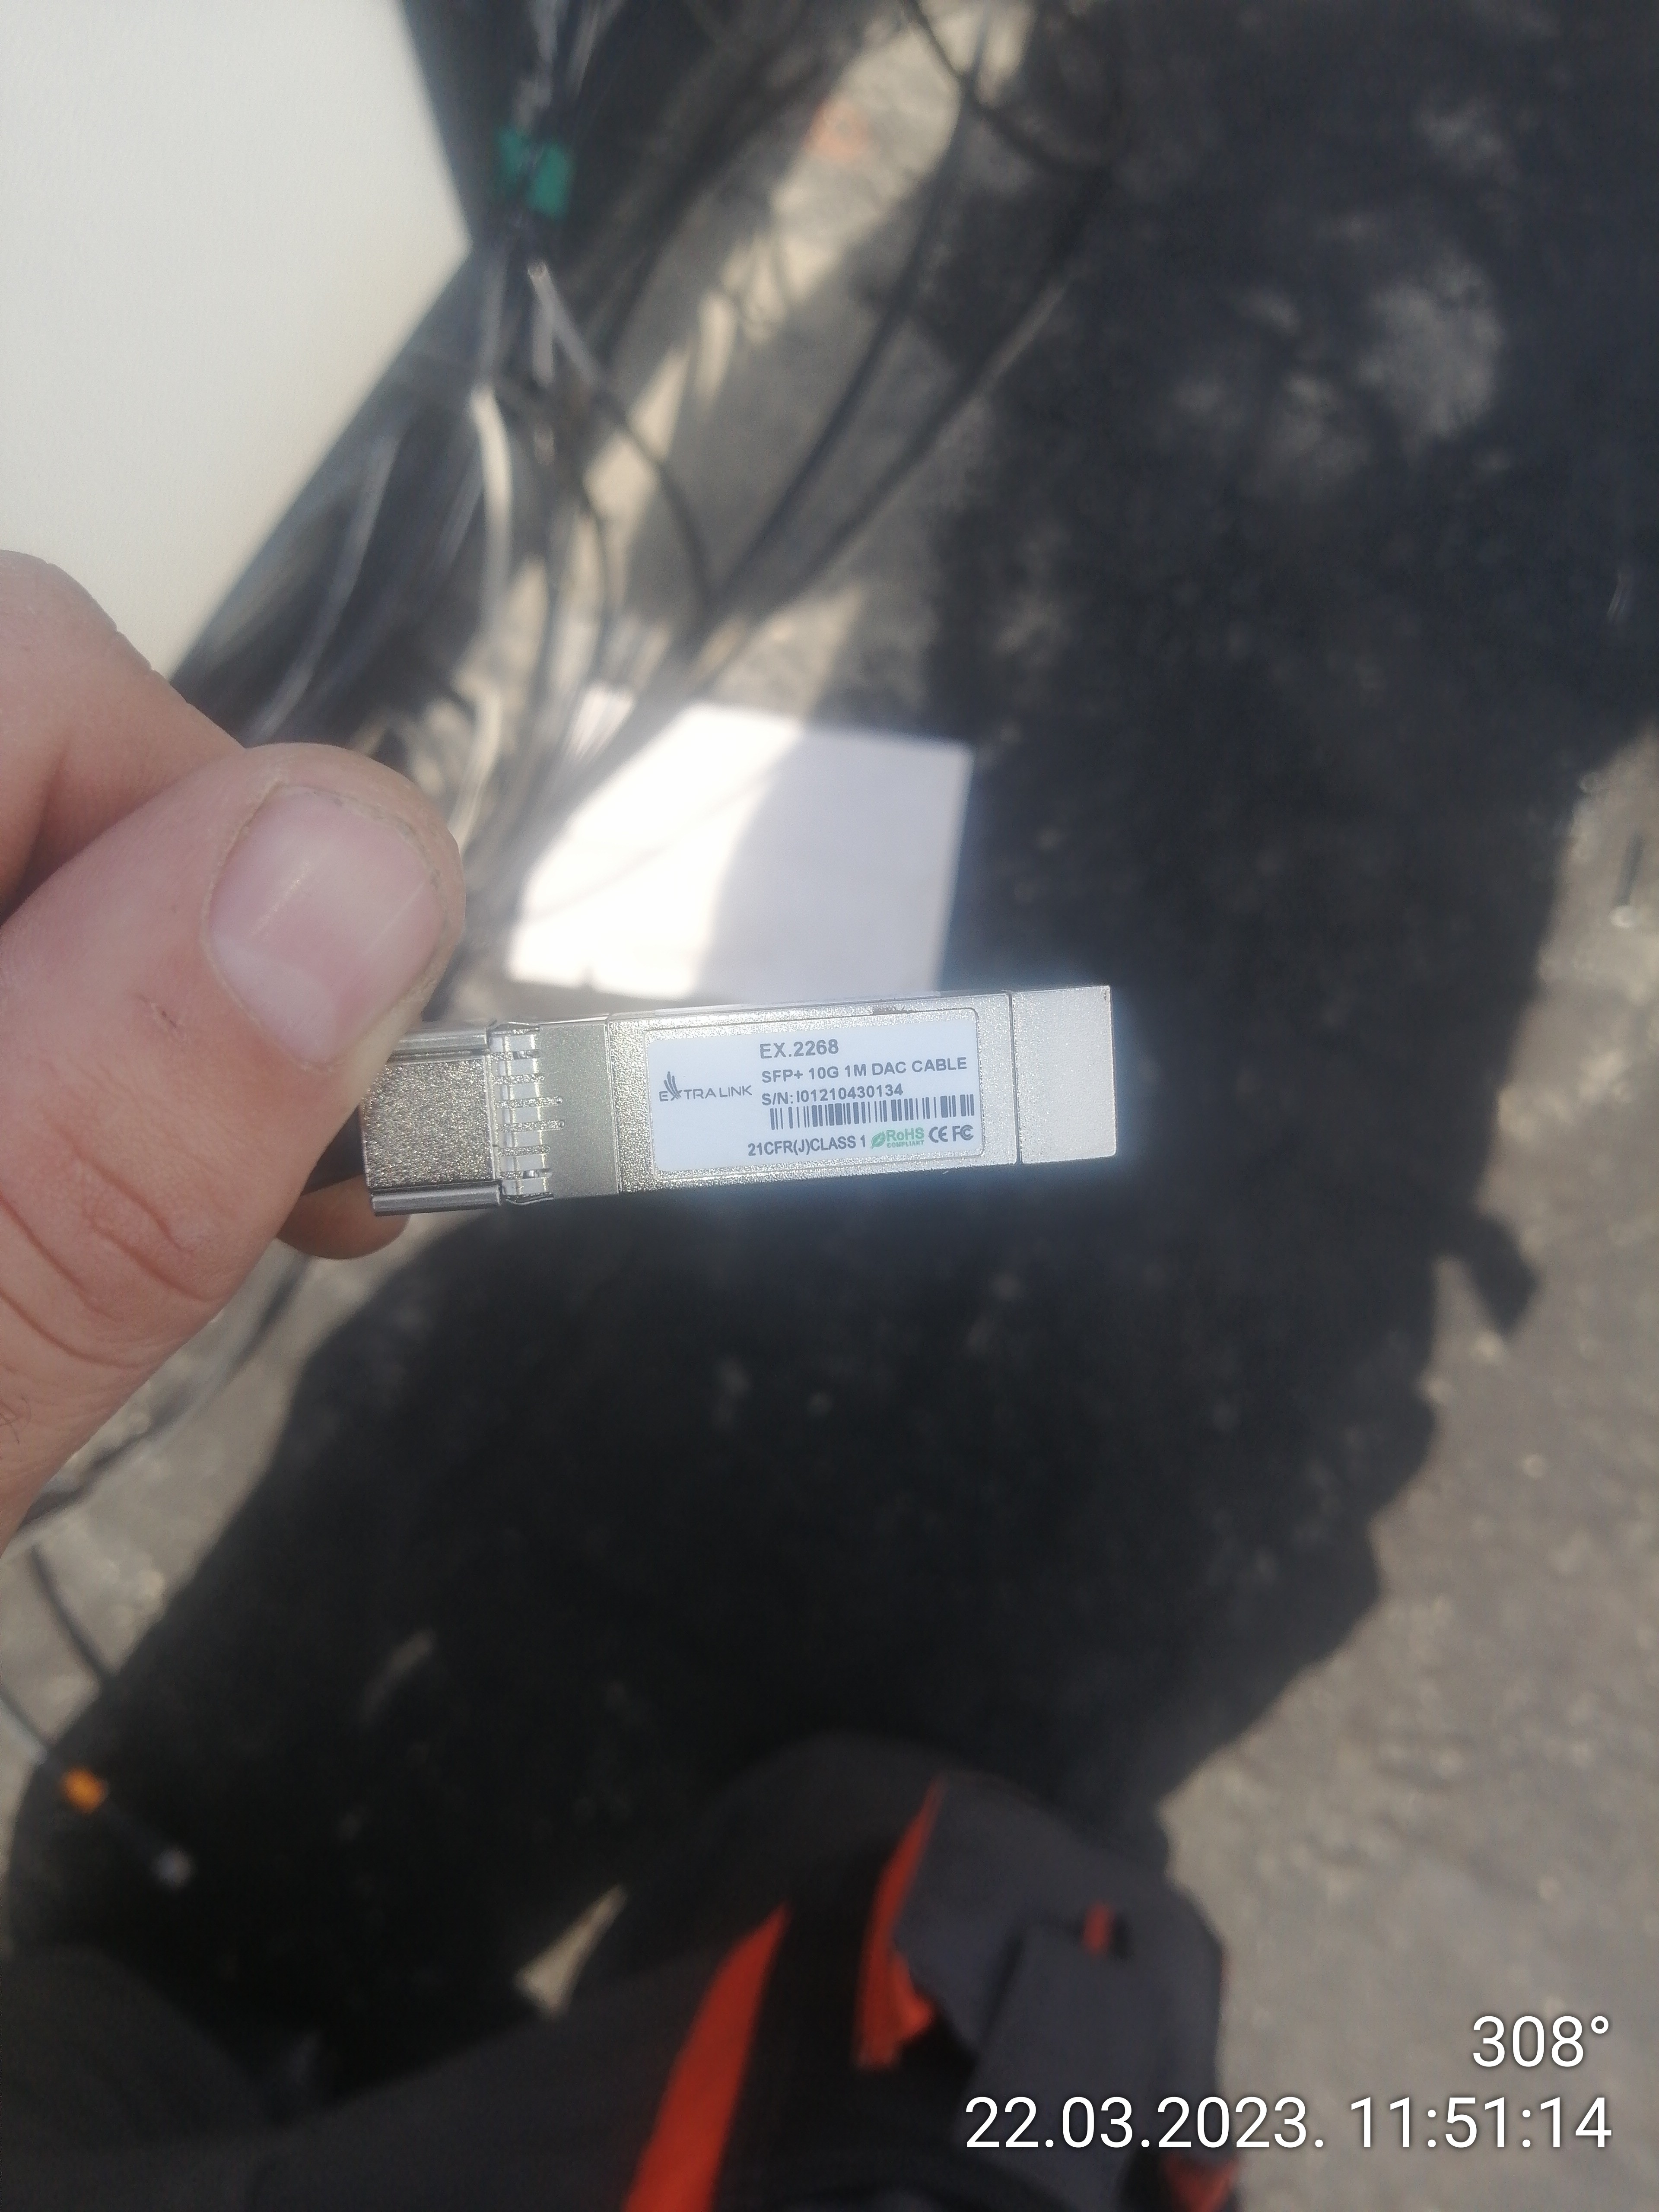 EX.2268
SFP+ 10G 1M DAC CABLE
EXTRALINK
S/N:I01210430134
21CFR(J)CLASS 1 RoHS COMPLIANT CE FC
308°
22.03.2023. 11:51:14